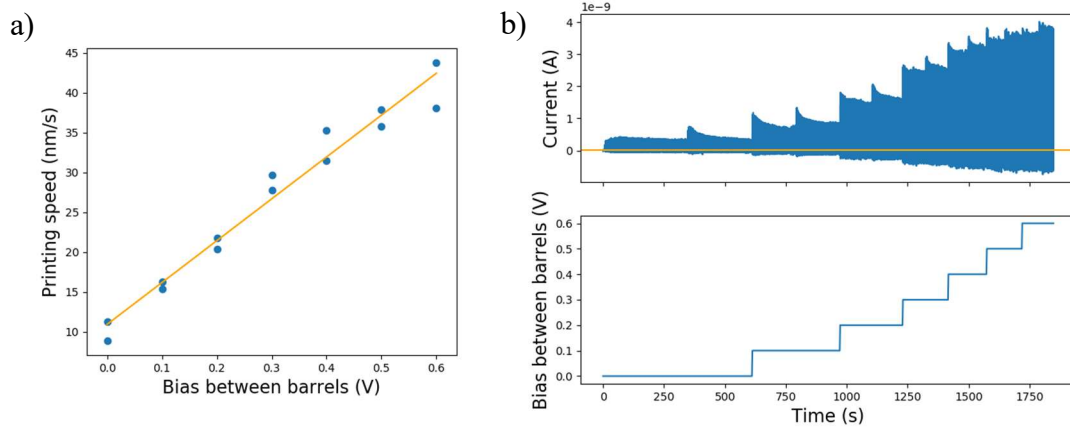 a)
Printing speed (nm/s)
45
40
35
30
25
20
15
10
0.0 0.1 0.2 0.3 0.4 0.5 0.6
Bias between barrels (V)
b)
1e−9
Current (A)
4
3
2
1
0
Bias between barrels (V)
0.6
0.5
0.4
0.3
0.2
0.1
0.0
0 250 500 750 1000 1250 1500 1750
Time (s)